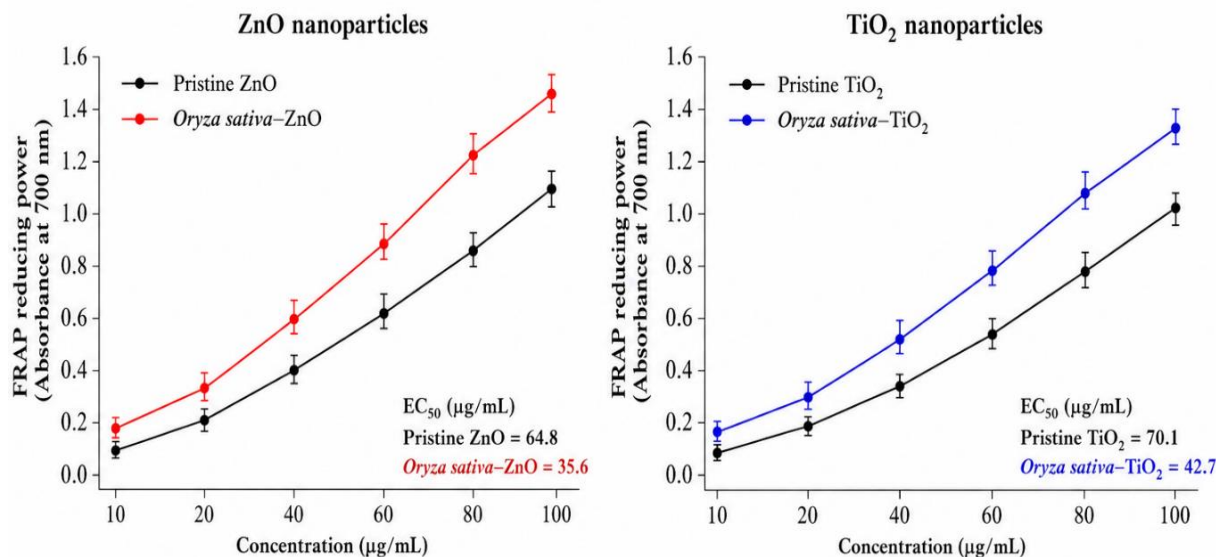 ZnO nanoparticles
FRAP reducing power
(Absorbance at 700 nm)
1.6
1.4
1.2
1.0
0.8
0.6
0.4
0.2
0.0
Pristine ZnO
Oryza sativa–ZnO
EC₅₀ (µg/mL)
Pristine ZnO = 64.8
Oryza sativa–ZnO = 35.6
10 20 40 60 80 100
Concentration (µg/mL)
TiO₂ nanoparticles
FRAP reducing power
(Absorbance at 700 nm)
1.6
1.4
1.2
1.0
0.8
0.6
0.4
0.2
0.0
Pristine TiO₂
Oryza sativa–TiO₂
EC₅₀ (µg/mL)
Pristine TiO₂ = 70.1
Oryza sativa–TiO₂ = 42.7
10 20 40 60 80 100
Concentration (µg/mL)